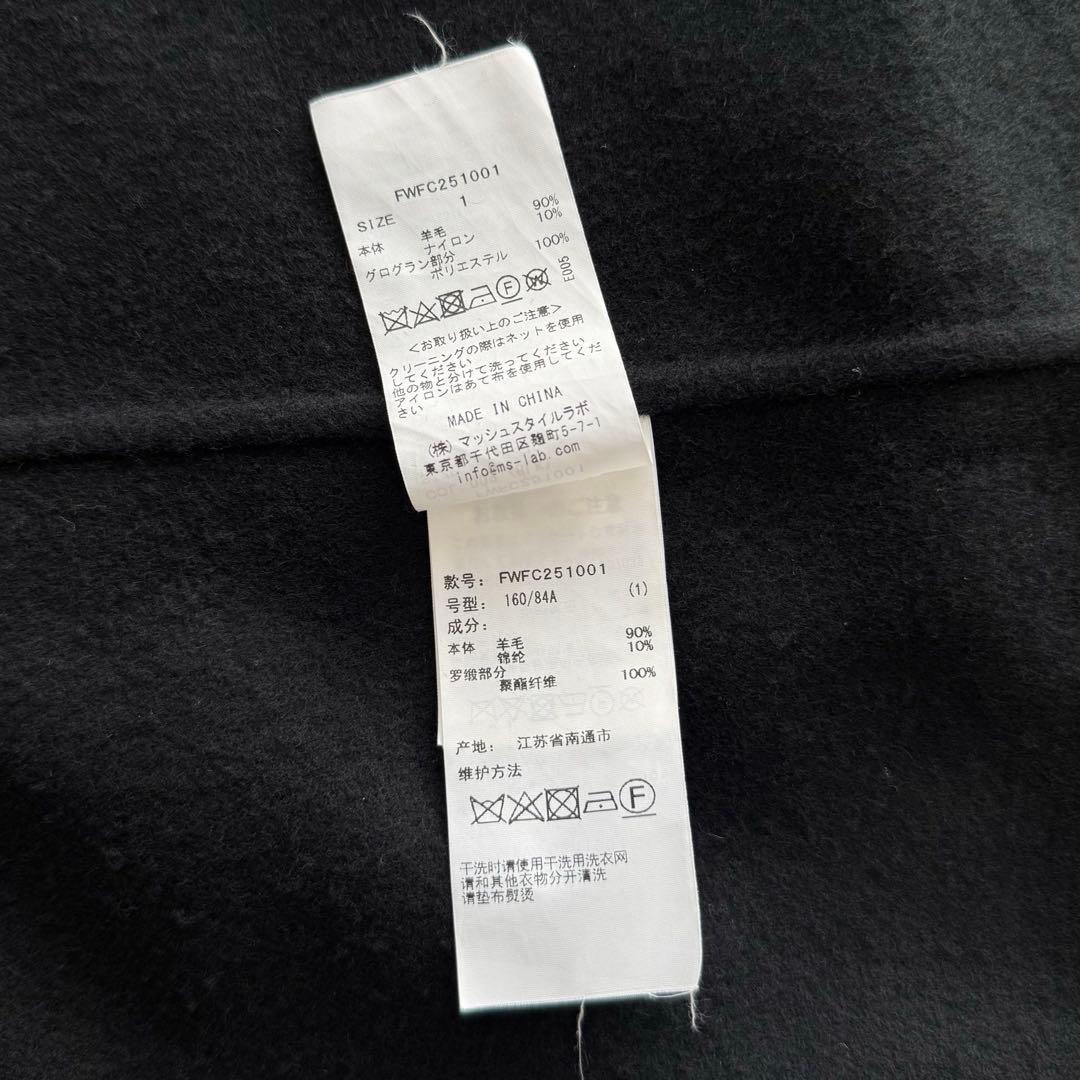 FWFC251001
SIZE 1
本体 羊毛 90%
ナイロン 10%
グログラン部分
ポリエステル 100%
F W E005
<お取り扱い上のご注意>
クリーニングの際はネットを使用
してください
他の物と分けて洗ってください
アイロンはあて布を使用してくだ
さい
MADE IN CHINA
(株)マッシュスタイルラボ
東京都千代田区麹町5-7-1
info@ms-lab.com
款号: FWFC251001
号型: 160/84A (1)
成分:
本体 羊毛 90%
锦纶 10%
罗缎部分
聚酯纤维 100%
产地: 江苏省南通市
维护方法
F
干洗时请使用干洗用洗衣网
请和其他衣物分开清洗
请垫布熨烫